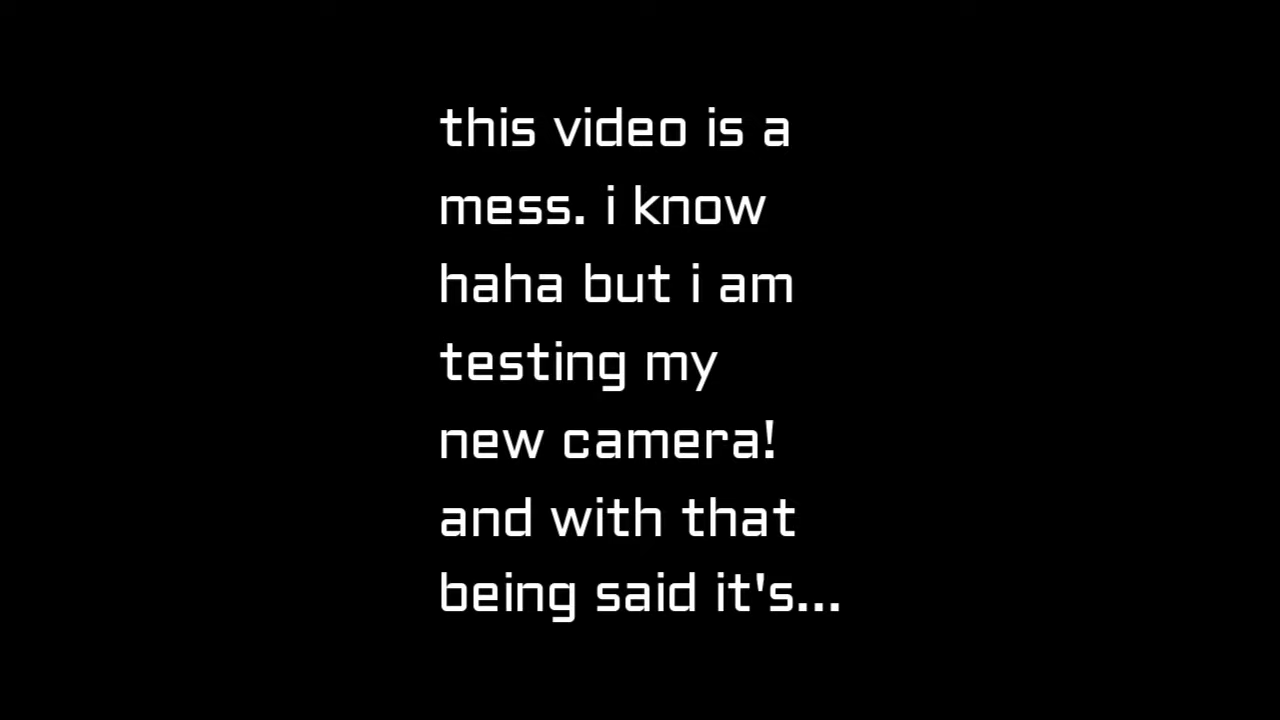 this video is a
mess. i know
haha but i am
testing my
new camera!
and with that
being said it's...